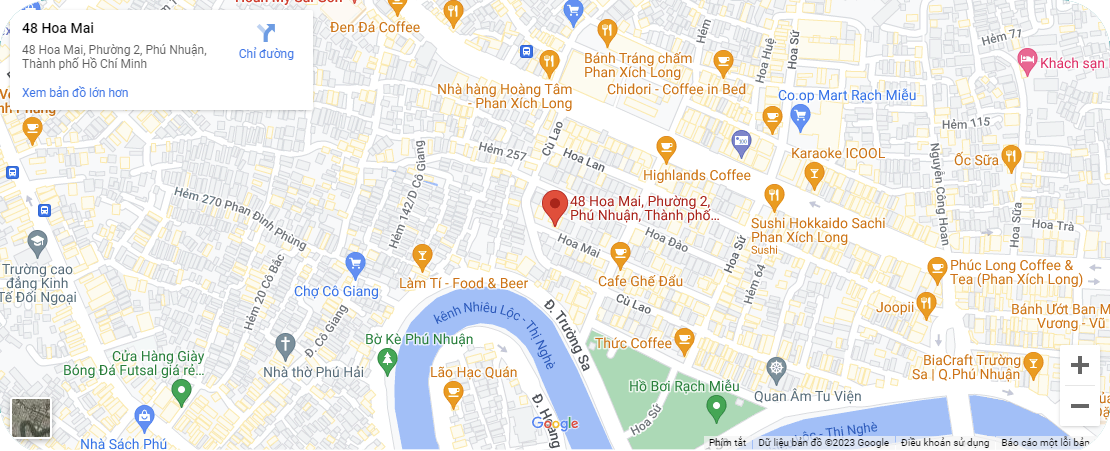 48 Hoa Mai
48 Hoa Mai, Phường 2, Phú Nhuận,
Thành phố Hồ Chí Minh
Chỉ đường
Xem bản đồ lớn hơn
Đen Đá Coffee
Bánh Tráng chấm
Phan Xích Long
Chidori - Coffee in Bed
Hoa Huệ
Hoa Sứ
Hẻm 71
Khách sạn
Nhà hàng Hoàng Tâm
- Phan Xích Long
Co.op Mart Rạch Miễu
Hẻm 115
Cù Lao
Hẻm 257
Hoa Lan
Karaoke ICOOL
Ốc Sữa
Nguyễn Công Hoan
Highlands Coffee
Hẻm 142/D Cô Giang
Hẻm 270 Phan Đình Phùng
48 Hoa Mai, Phường 2,
Phú Nhuận, Thành phố...
Sushi Hokkaido Sachi
Phan Xích Long
Sushi
Hoa Sữa
Hoa Trà
Hoa Mai
Hoa Đào
Hoa Sứ
Hẻm 64
Trường cao
đẳng Kinh
Tế Đối Ngoại
Hẻm 20 Cô Bắc
Chợ Cô Giang
Làm Tí - Food & Beer
Cafe Ghế Đẩu
Phúc Long Coffee &
Tea (Phan Xích Long)
Cù Lao
Joopii
Bánh Ướt Ban M
Vương - Vũ
kênh Nhiêu Lộc - Thị Nghè
Đ. Trường Sa
Đ. Cô Giang
Bờ Kè Phú Nhuận
Thức Coffee
Cửa Hàng Giày
Bóng Đá Futsal giá rẻ...
Nhà thờ Phú Hải
Lão Hạc Quán
Hồ Bơi Rạch Miễu
Quan Âm Tu Viện
BiaCraft Trường
Sa | Q.Phú Nhuận
Hoa Sứ
Đ. Hoàng
Nhà Sách Phú
Google
Lộc - Thị Nghè
Phím tắt
Dữ liệu bản đồ ©2023 Google
Điều khoản sử dụng
Báo cáo một lỗi bản